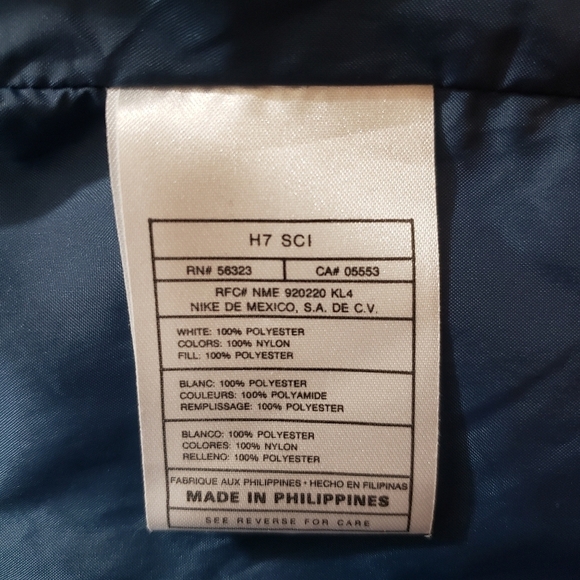 H7 SCI
RN# 56323 CA# 05553
RFC# NME 920220 KL4
NIKE DE MEXICO, S.A. DE C.V.
WHITE: 100% POLYESTER
COLORS: 100% NYLON
FILL: 100% POLYESTER
BLANC: 100% POLYESTER
COULEURS: 100% POLYAMIDE
REMPLISSAGE: 100% POLYESTER
BLANCO: 100% POLYESTER
COLORES: 100% NYLON
RELLENO: 100% POLYESTER
FABRIQUE AUX PHILIPPINES • HECHO EN FILIPINAS
MADE IN PHILIPPINES
SEE REVERSE FOR CARE